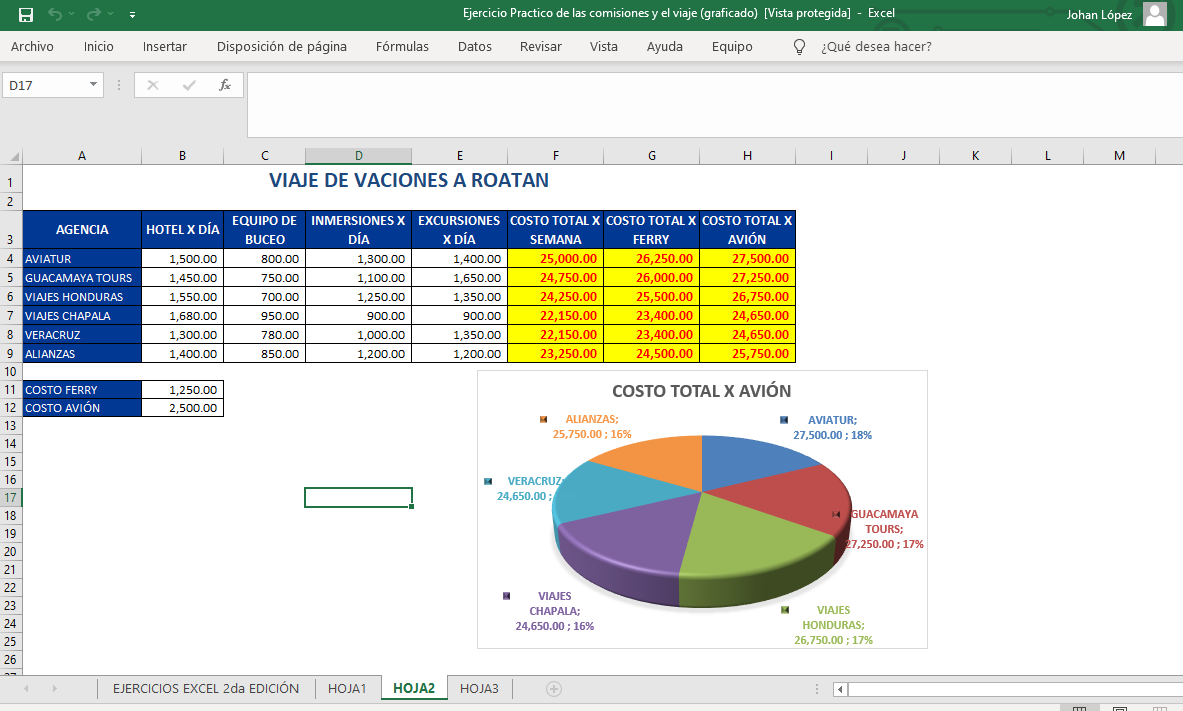 Ejercicio Practico de las comisiones y el viaje (graficado) [Vista protegida] - Excel
Johan López
Archivo Inicio Insertar Disposición de página Fórmulas Datos Revisar Vista Ayuda Equipo ¿Qué desea hacer?
D17 fx
A B C D E F G H I J K L M
1 VIAJE DE VACIONES A ROATAN
2
3 AGENCIA HOTEL X DÍA EQUIPO DE BUCEO INMERSIONES X DÍA EXCURSIONES X DÍA COSTO TOTAL X SEMANA COSTO TOTAL X FERRY COSTO TOTAL X AVIÓN
4 AVIATUR 1,500.00 800.00 1,300.00 1,400.00 25,000.00 26,250.00 27,500.00
5 GUACAMAYA TOURS 1,450.00 750.00 1,100.00 1,650.00 24,750.00 26,000.00 27,250.00
6 VIAJES HONDURAS 1,550.00 700.00 1,250.00 1,350.00 24,250.00 25,500.00 26,750.00
7 VIAJES CHAPALA 1,680.00 950.00 900.00 900.00 22,150.00 23,400.00 24,650.00
8 VERACRUZ 1,300.00 780.00 1,000.00 1,350.00 22,150.00 23,400.00 24,650.00
9 ALIANZAS 1,400.00 850.00 1,200.00 1,200.00 23,250.00 24,500.00 25,750.00
10
11 COSTO FERRY 1,250.00
12 COSTO AVIÓN 2,500.00
13
14
15
16
17
18
19
20
21
22
23
24
25
26
27
COSTO TOTAL X AVIÓN
ALIANZAS;
25,750.00 ; 16%
AVIATUR;
27,500.00 ; 18%
VERACRUZ;
24,650.00 ;
GUACAMAYA
TOURS;
27,250.00 ; 17%
VIAJES
CHAPALA;
24,650.00 ; 16%
VIAJES
HONDURAS;
26,750.00 ; 17%
EJERCICIOS EXCEL 2da EDICIÓN HOJA1 HOJA2 HOJA3